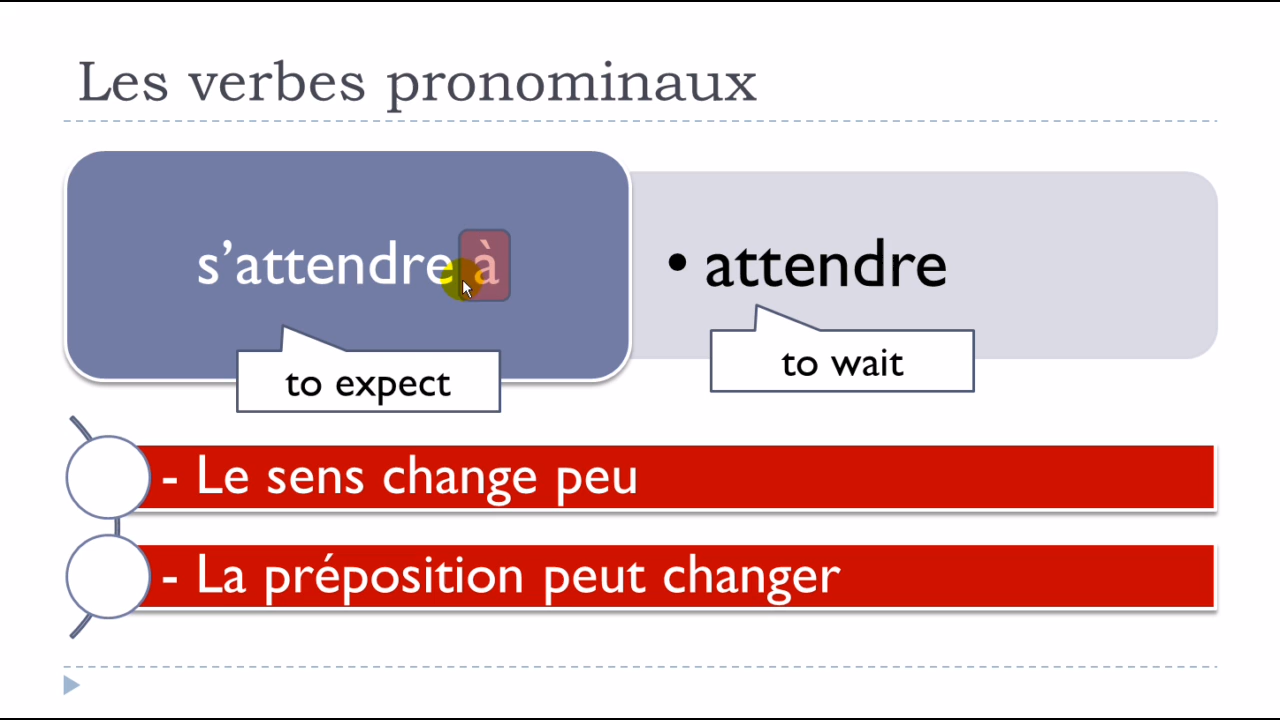 Les verbes pronominaux
s’attendre à
• attendre
to expect
to wait
- Le sens change peu
- La préposition peut changer